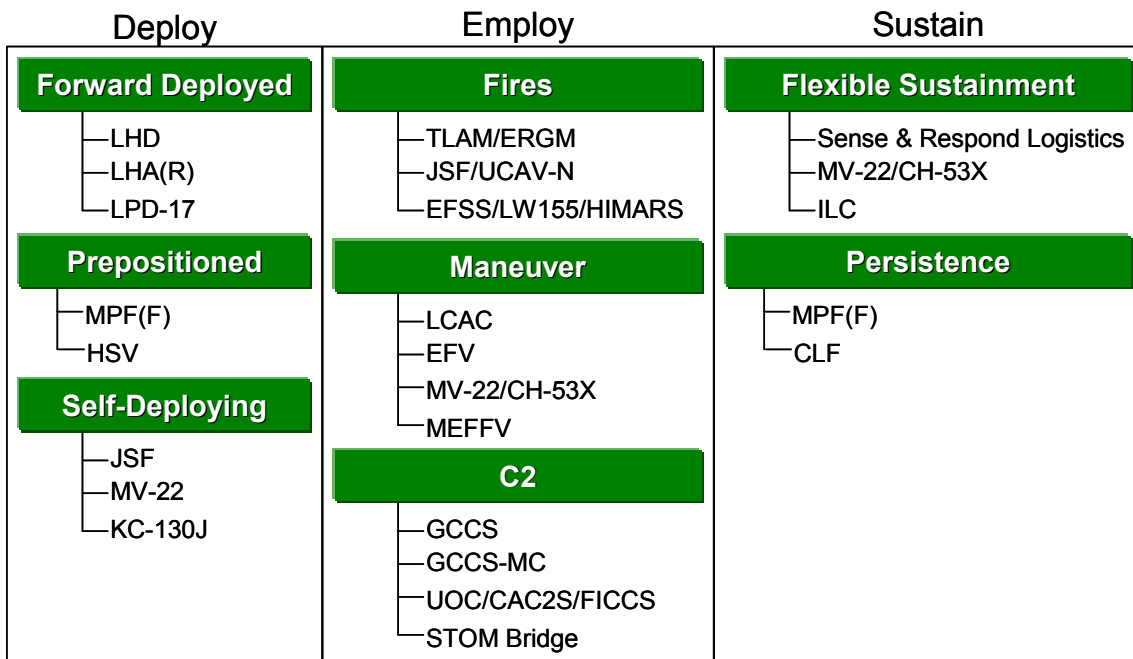 Deploy
Forward Deployed
LHD
LHA(R)
LPD-17
Prepositioned
MPF(F)
HSV
Self-Deploying
JSF
MV-22
KC-130J
Employ
Fires
TLAM/ERGM
JSF/UCAV-N
EFSS/LW155/HIMARS
Maneuver
LCAC
EFV
MV-22/CH-53X
MEFFV
C2
GCCS
GCCS-MC
UOC/CAC2S/FICCS
STOM Bridge
Sustain
Flexible Sustainment
Sense & Respond Logistics
MV-22/CH-53X
ILC
Persistence
MPF(F)
CLF